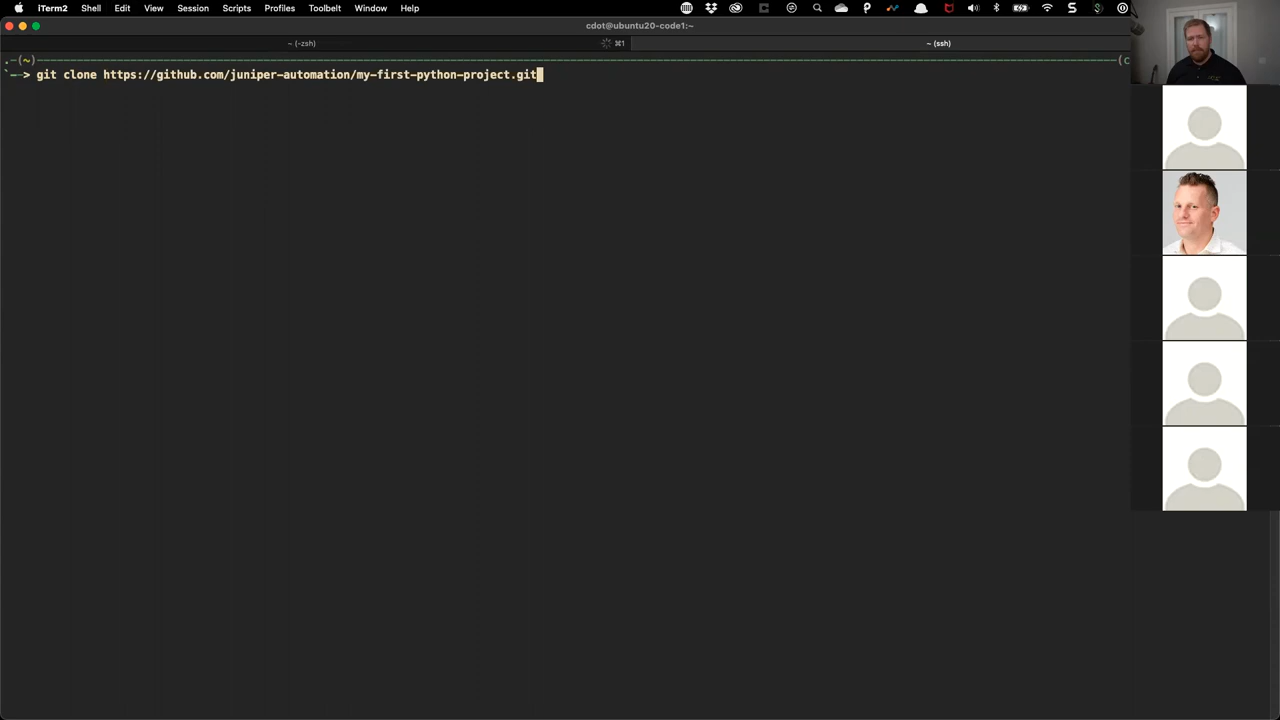 iTerm2 Shell Edit View Session Scripts Profiles Toolbelt Window Help
cdot@ubuntu20-code1:~
~ (-zsh) ⌘1 ~ (ssh)
.-(~)-(c
`--> git clone https://github.com/juniper-automation/my-first-python-project.git